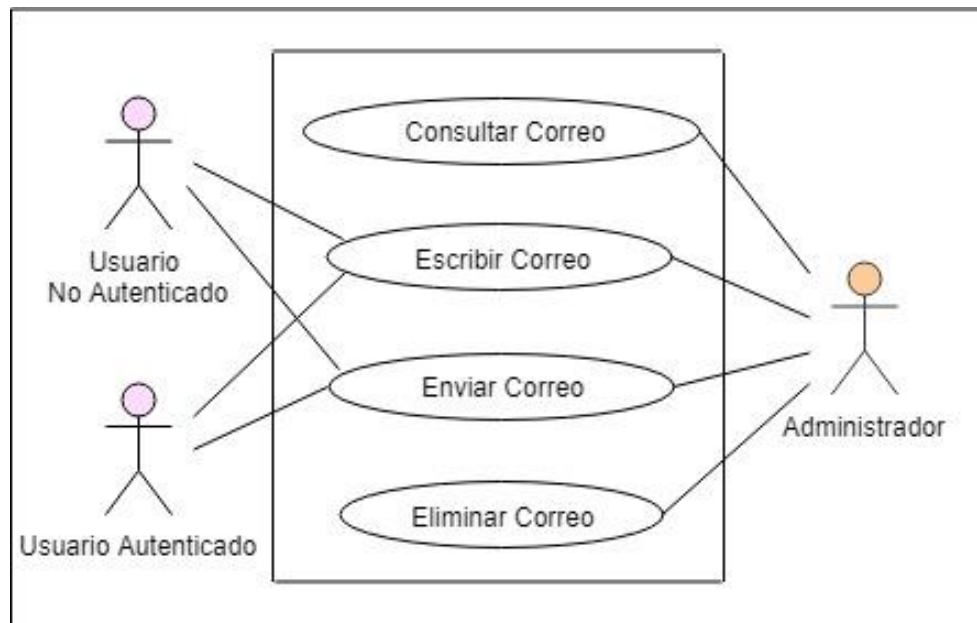 Consultar Correo
Usuario
No Autenticado
Escribir Correo
Enviar Correo
Administrador
Eliminar Correo
Usuario Autenticado